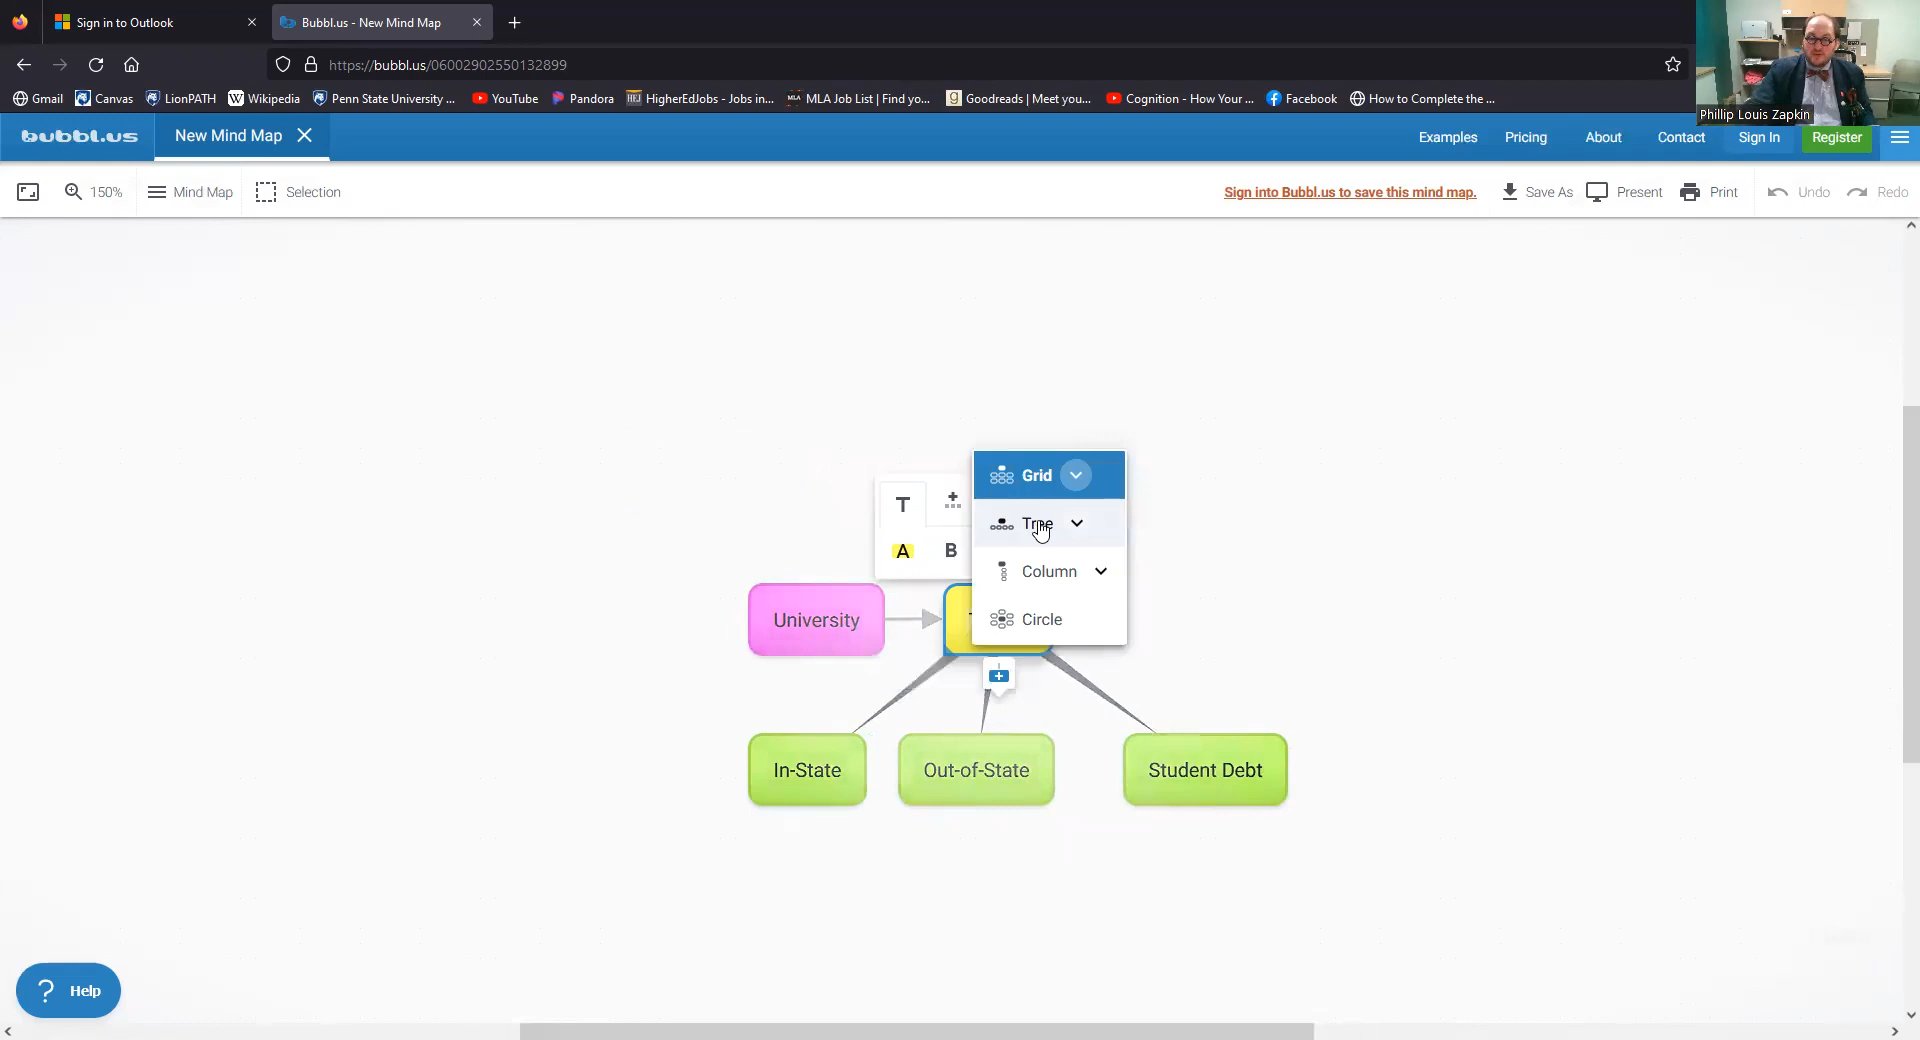 Sign in to Outlook
Bubbl.us - New Mind Map
https://bubbl.us/06002902550132899
Gmail
Canvas
LionPATH
Wikipedia
Penn State University ...
YouTube
Pandora
HigherEdJobs - Jobs in...
MLA Job List | Find yo...
Goodreads | Meet you...
Cognition - How Your ...
Facebook
How to Complete the ...
Phillip Louis Zapkin
bubbl.us
New Mind Map
Examples
Pricing
About
Contact
Sign In
Register
150%
Mind Map
Selection
Sign into Bubbl.us to save this mind map.
Save As
Present
Print
Undo
Redo
Grid
T
Tree
A
B
Column
University
Circle
In-State
Out-of-State
Student Debt
? Help